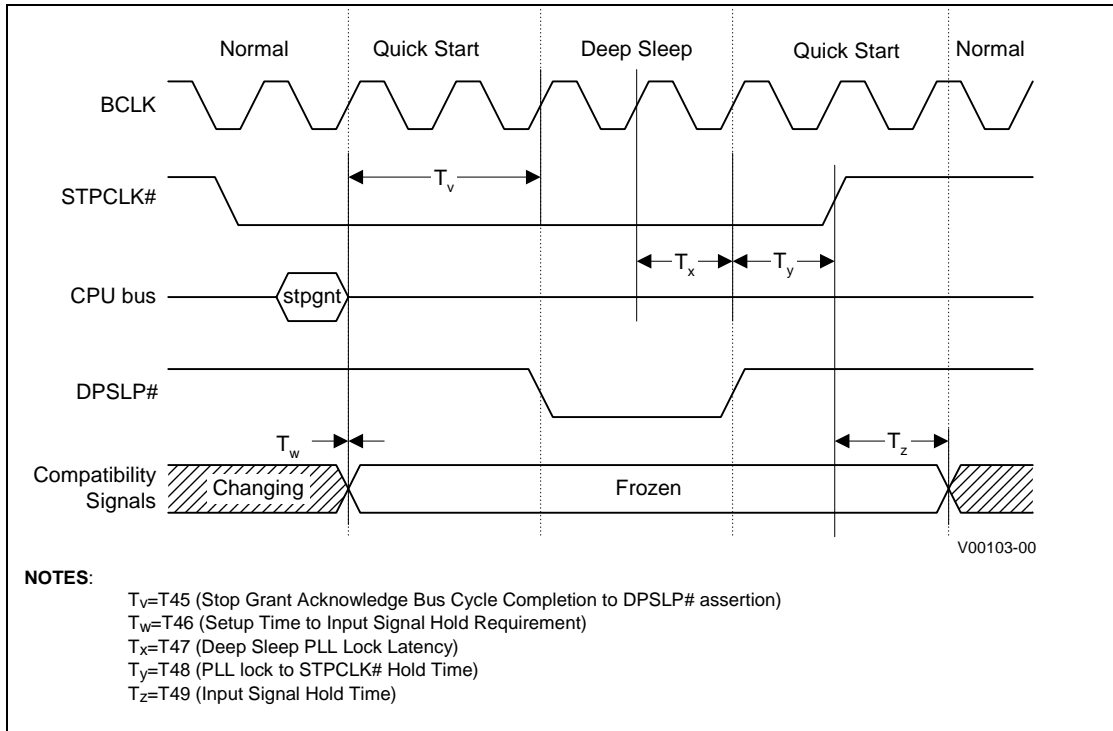 Normal Quick Start Deep Sleep Quick Start Normal
BCLK
STPCLK#
Tv
Tx Ty
CPU bus
stpgnt
DPSLP#
Tw
Tz
Compatibility
Signals
Changing
Frozen
V00103-00
NOTES:
Tv=T45 (Stop Grant Acknowledge Bus Cycle Completion to DPSLP# assertion)
Tw=T46 (Setup Time to Input Signal Hold Requirement)
Tx=T47 (Deep Sleep PLL Lock Latency)
Ty=T48 (PLL lock to STPCLK# Hold Time)
Tz=T49 (Input Signal Hold Time)